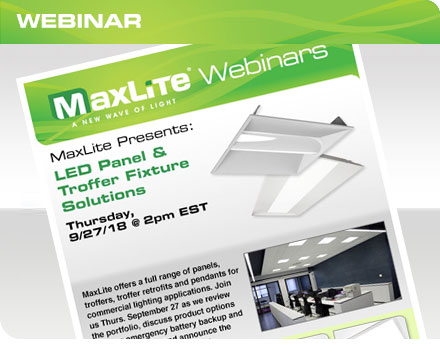 WEBINAR
MaxLite® Webinars
A NEW WAVE OF LIGHT
MaxLite Presents:
LED Panel &
Troffer Fixture
Solutions
Thursday,
9/27/18 @ 2pm EST
MaxLite offers a full range of panels,
troffers, troffer retrofits and pendants for
commercial lighting applications. Join
us Thurs. September 27 as we review
the portfolio, discuss product options
emergency battery backup and
announce the